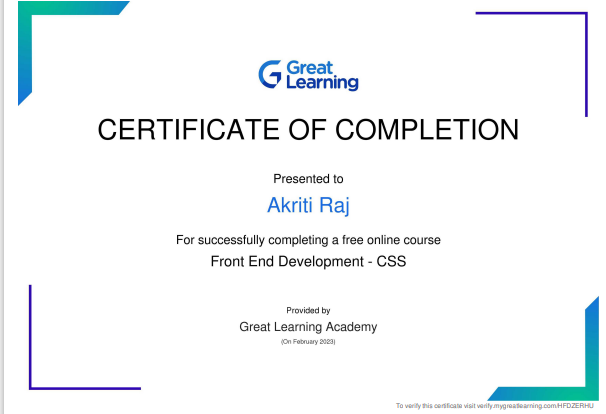 Great
Learning
CERTIFICATE OF COMPLETION
Presented to
Akriti Raj
For successfully completing a free online course
Front End Development - CSS
Provided by
Great Learning Academy
(On February 2023)
To verify this certificate visit verify.mygreatlearning.com/HFDZERHU